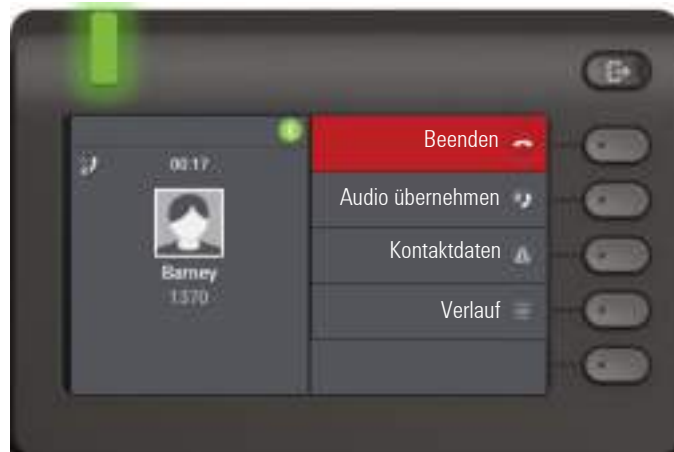 Beenden
00:17
Audio übernehmen
Barney
1370
Kontaktdaten
Verlauf